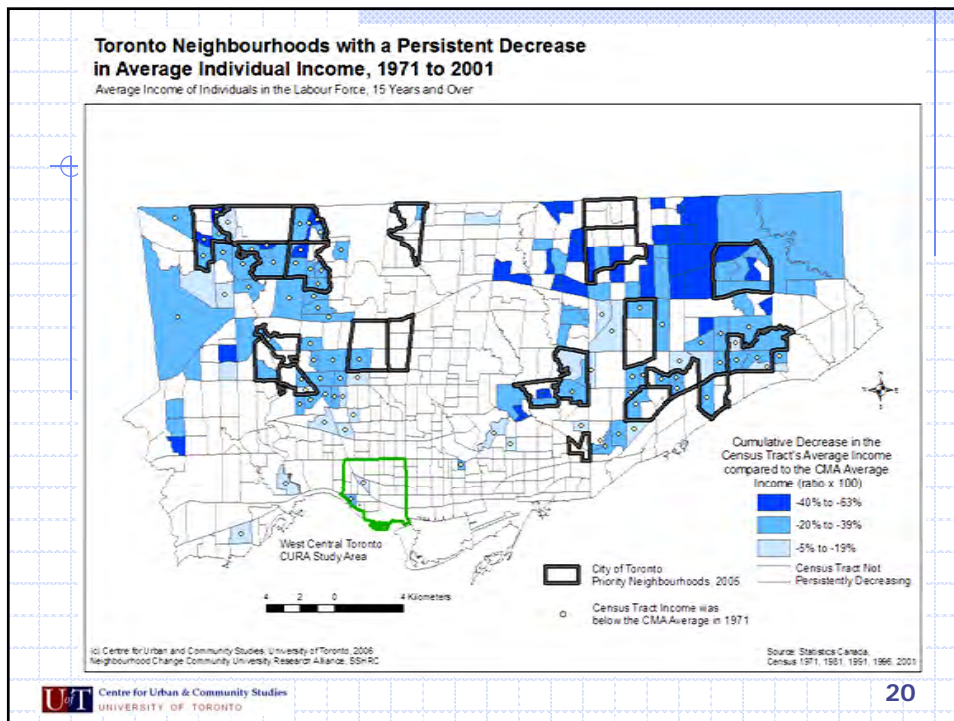 Toronto Neighbourhoods with a Persistent Decrease
in Average Individual Income, 1971 to 2001
Average Income of Individuals in the Labour Force, 15 Years and Over
Cumulative Decrease in the
Census Tract's Average Income
compared to the CMA Average
Income (ratio x 100)
-40% to -63%
-20% to -39%
-5% to -19%
Census Tract Not
Persistently Decreasing
West Central Toronto
CURA Study Area
City of Toronto
Priority Neighbourhoods 2005
4 2 0 4 Kilometers
Census Tract Income was
below the CMA Average in 1971
(c) Centre for Urban and Community Studies, University of Toronto, 2006
Neighbourhood Change Community University Research Alliance, SSHRC
Source: Statistics Canada,
Census 1971, 1981, 1991, 1996, 2001
UofT
Centre for Urban & Community Studies
UNIVERSITY OF TORONTO
20